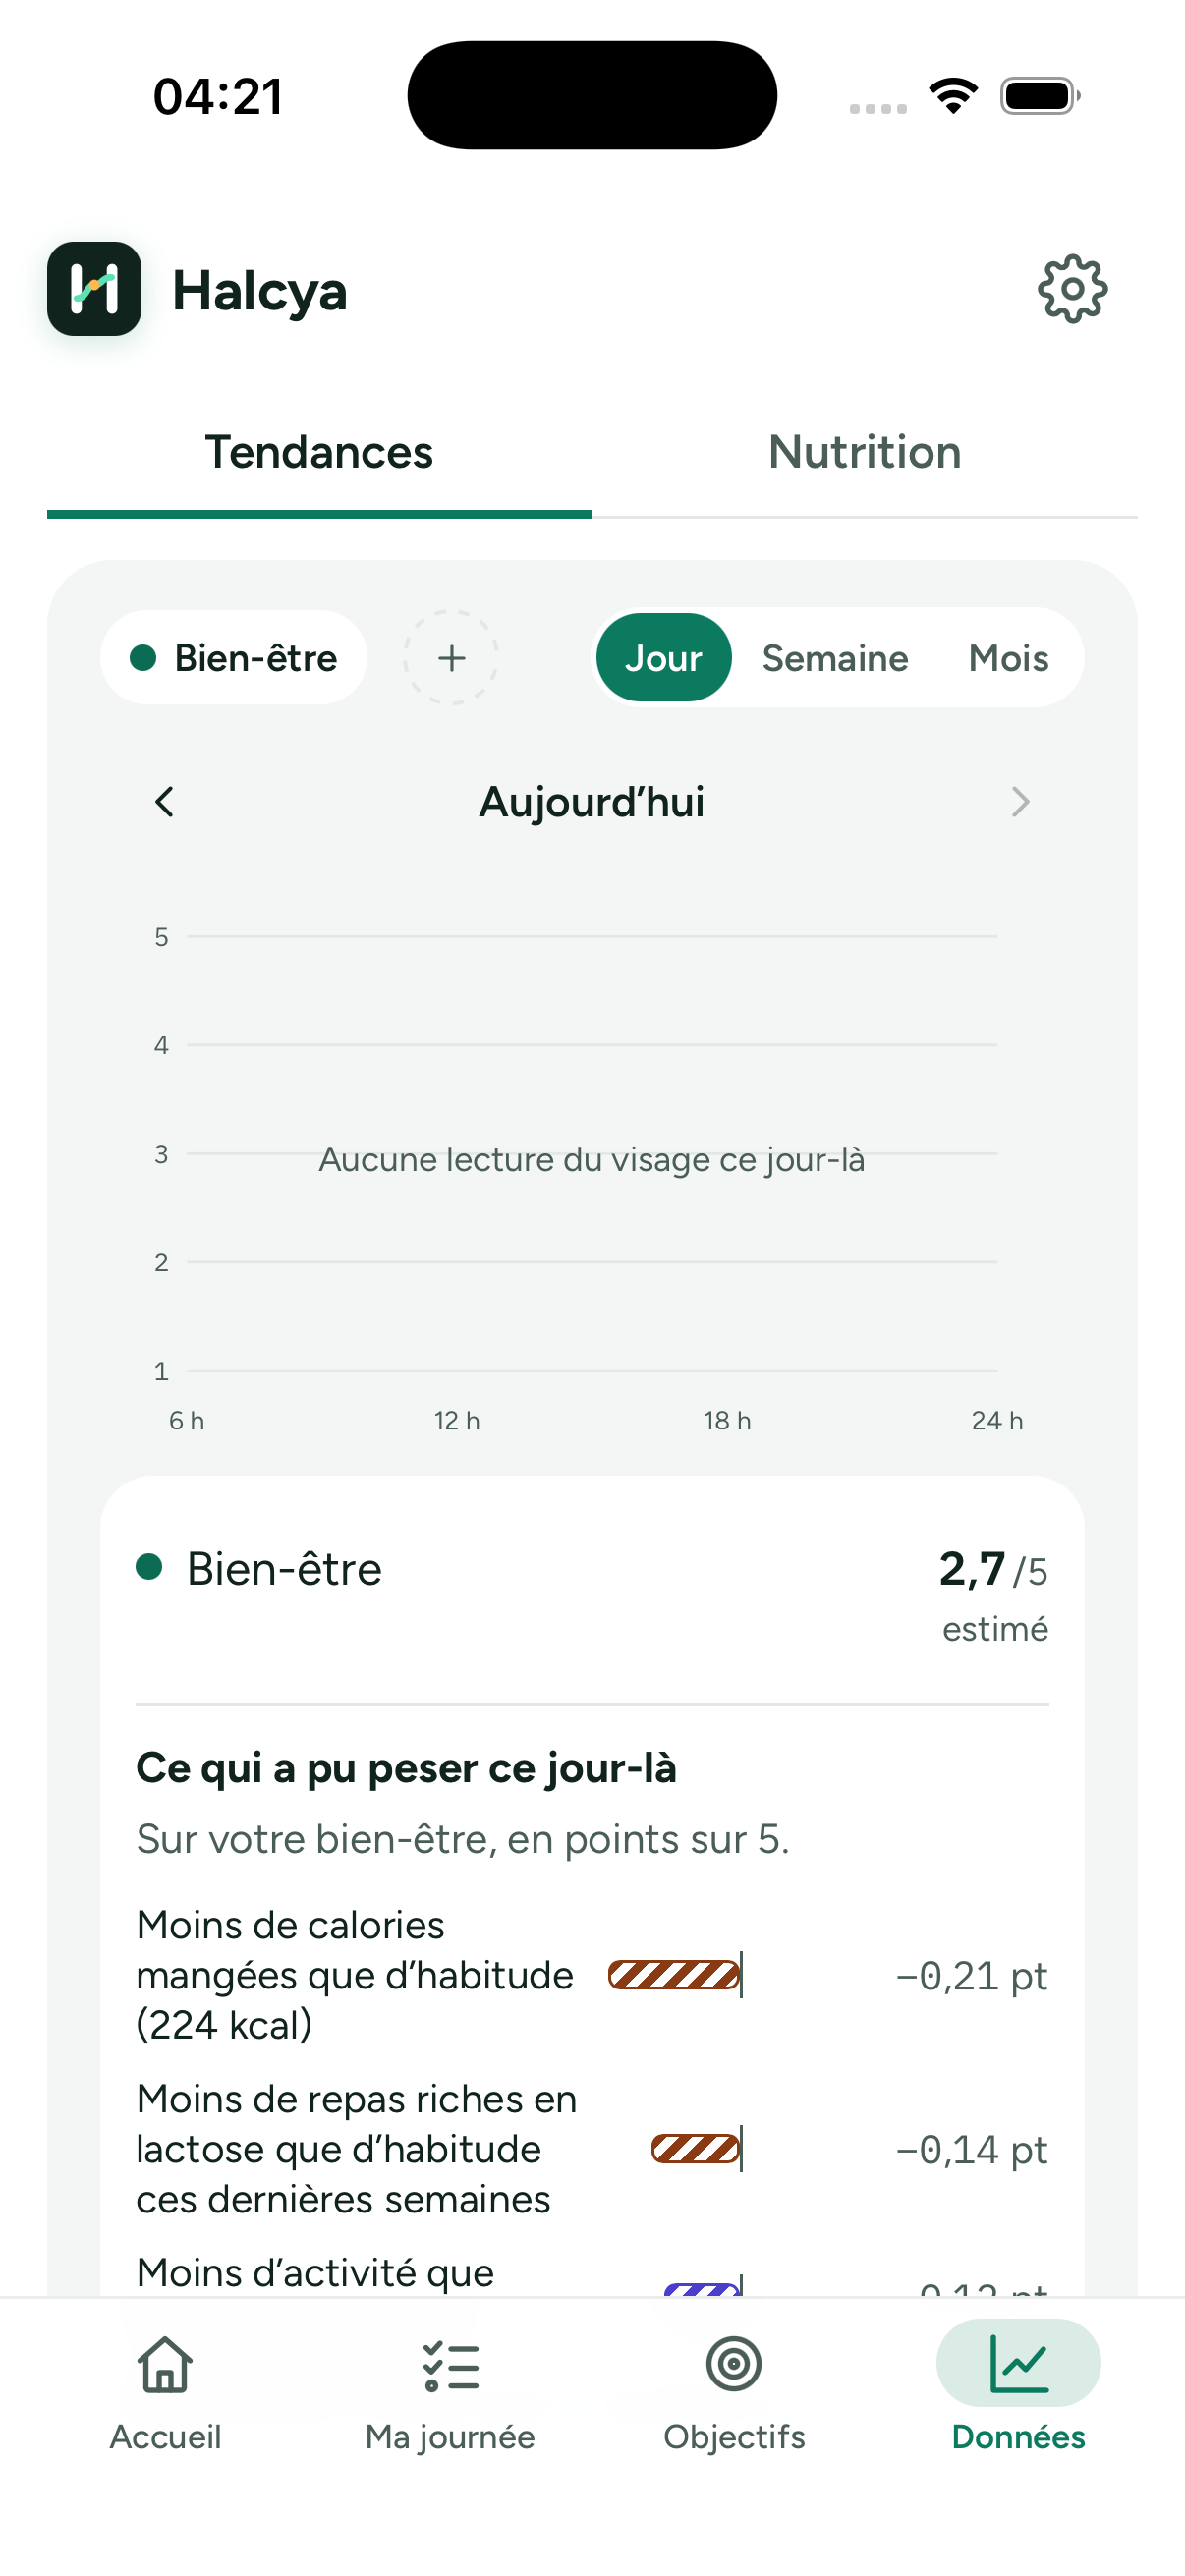 04:21
Halcya
Tendances
Nutrition
Bien-être
Jour
Semaine
Mois
Aujourd’hui
5
4
3
Aucune lecture du visage ce jour-là
2
1
6 h
12 h
18 h
24 h
Bien-être
2,7 /5
estimé
Ce qui a pu peser ce jour-là
Sur votre bien-être, en points sur 5.
Moins de calories
mangées que d’habitude
(224 kcal)
−0,21 pt
Moins de repas riches en
lactose que d’habitude
ces dernières semaines
−0,14 pt
Moins d’activité que
Accueil
Ma journée
Objectifs
Données